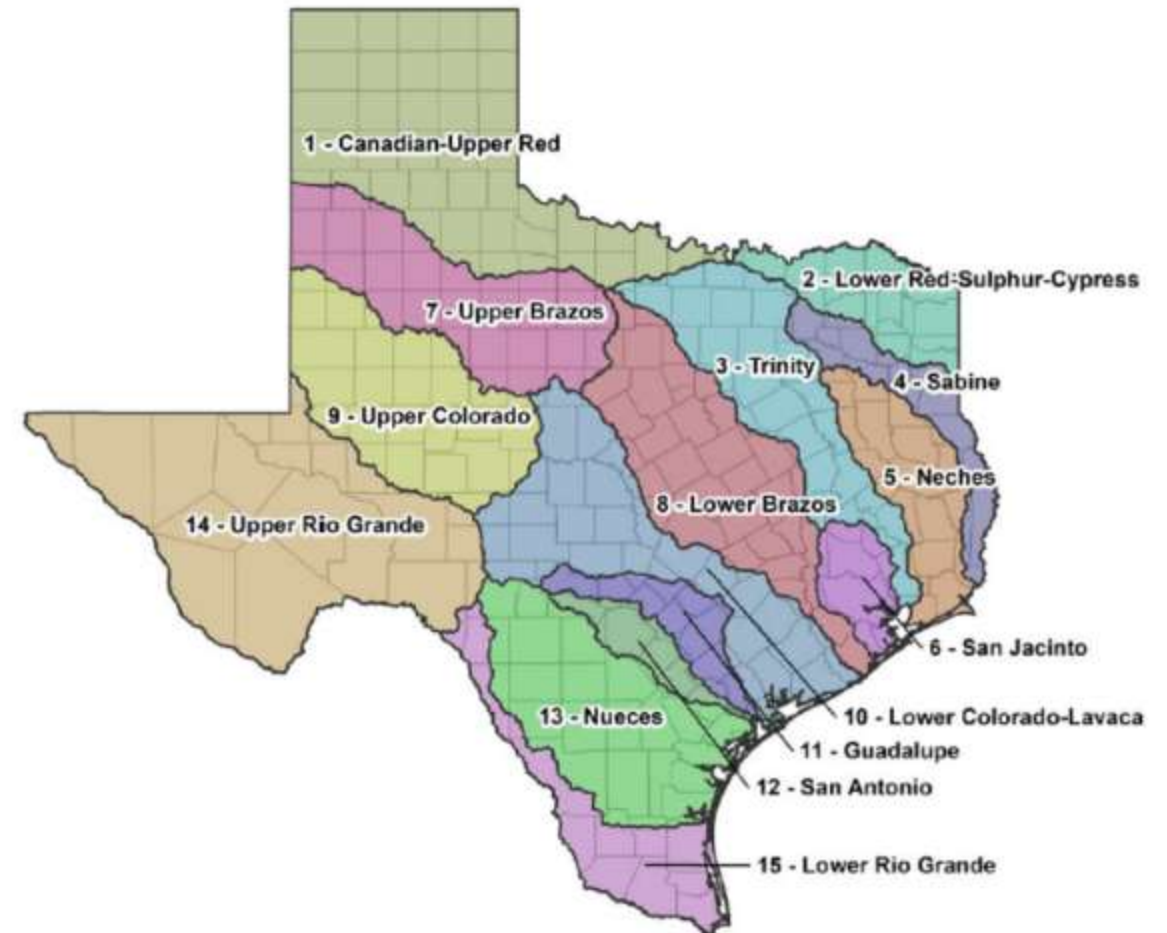 1 - Canadian-Upper Red
2 - Lower Red-Sulphur-Cypress
7 - Upper Brazos
3 - Trinity
4 - Sabine
9 - Upper Colorado
5 - Neches
8 - Lower Brazos
14 - Upper Rio Grande
6 - San Jacinto
13 - Nueces
10 - Lower Colorado-Lavaca
11 - Guadalupe
12 - San Antonio
15 - Lower Rio Grande